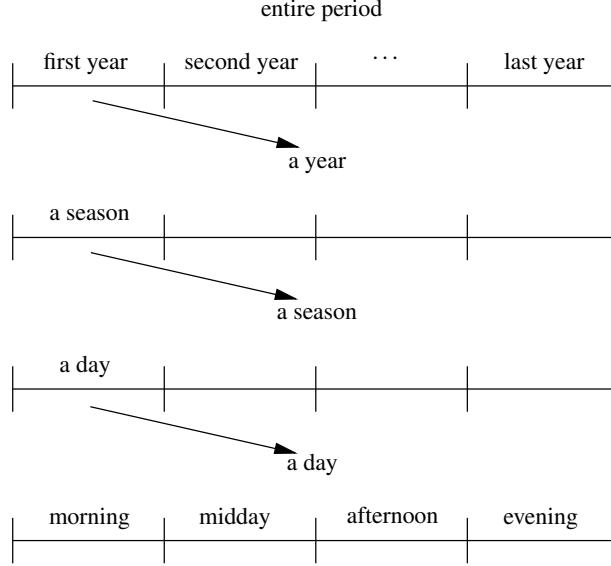 entire period
first year second year ... last year
a year
a season
a season
a day
a day
morning midday afternoon evening